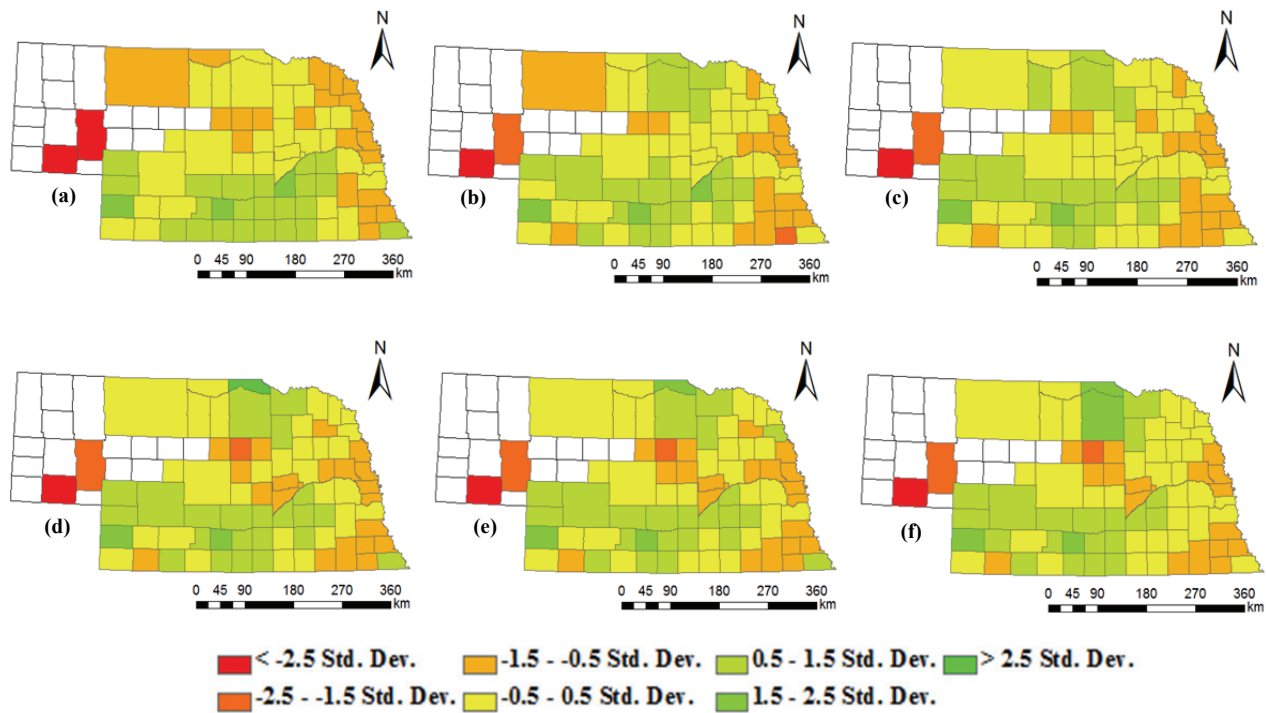 N N N
(a) (b) (c)
0 45 90 180 270 360
km
0 45 90 180 270 360
km
0 45 90 180 270 360
km
N N N
(d) (e) (f)
0 45 90 180 270 360
km
0 45 90 180 270 360
km
0 45 90 180 270 360
km
< -2.5 Std. Dev. -1.5 - -0.5 Std. Dev. 0.5 - 1.5 Std. Dev. > 2.5 Std. Dev.
-2.5 - -1.5 Std. Dev. -0.5 - 0.5 Std. Dev. 1.5 - 2.5 Std. Dev.